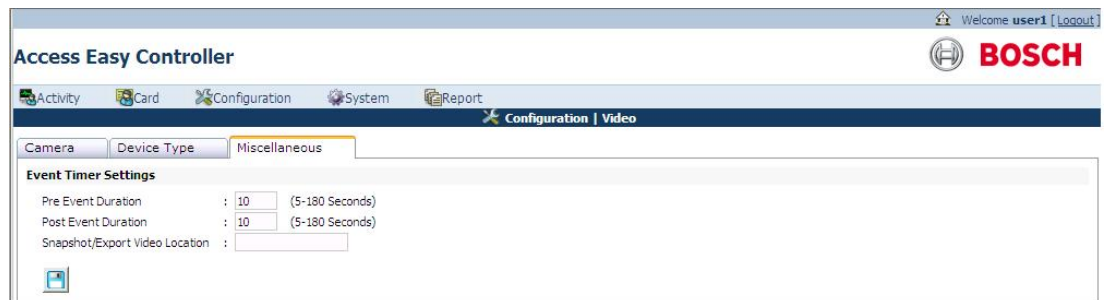 Welcome user1 [ Logout ]
Access Easy Controller
BOSCH
Activity Card Configuration System Report
Configuration | Video
Camera Device Type Miscellaneous
Event Timer Settings
Pre Event Duration : 10 (5-180 Seconds)
Post Event Duration : 10 (5-180 Seconds)
Snapshot/Export Video Location :